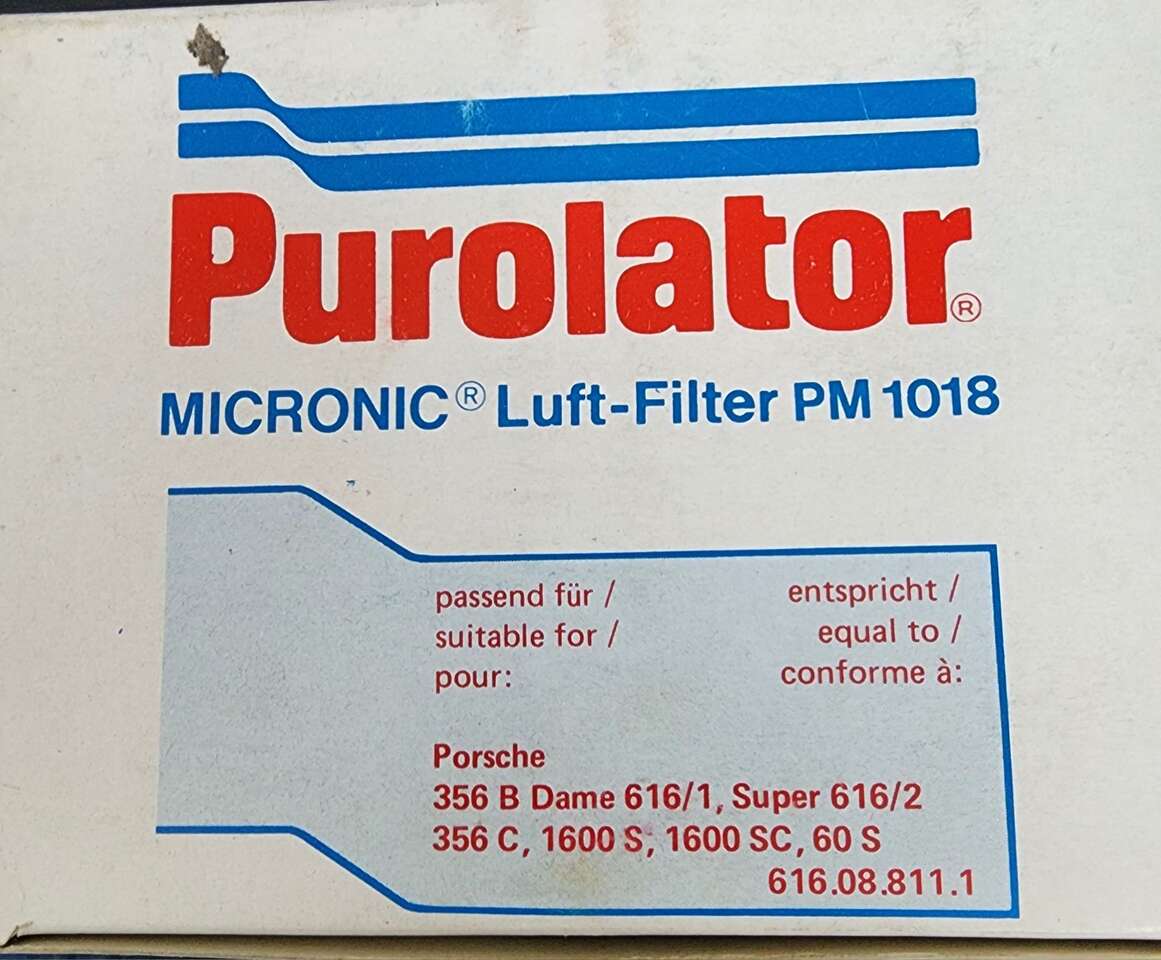 Purolator®
MICRONIC® Luft-Filter PM 1018
passend für / entspricht /
suitable for / equal to /
pour: conforme à:
Porsche
356 B Dame 616/1, Super 616/2
356 C, 1600 S, 1600 SC, 60 S
616.08.811.1